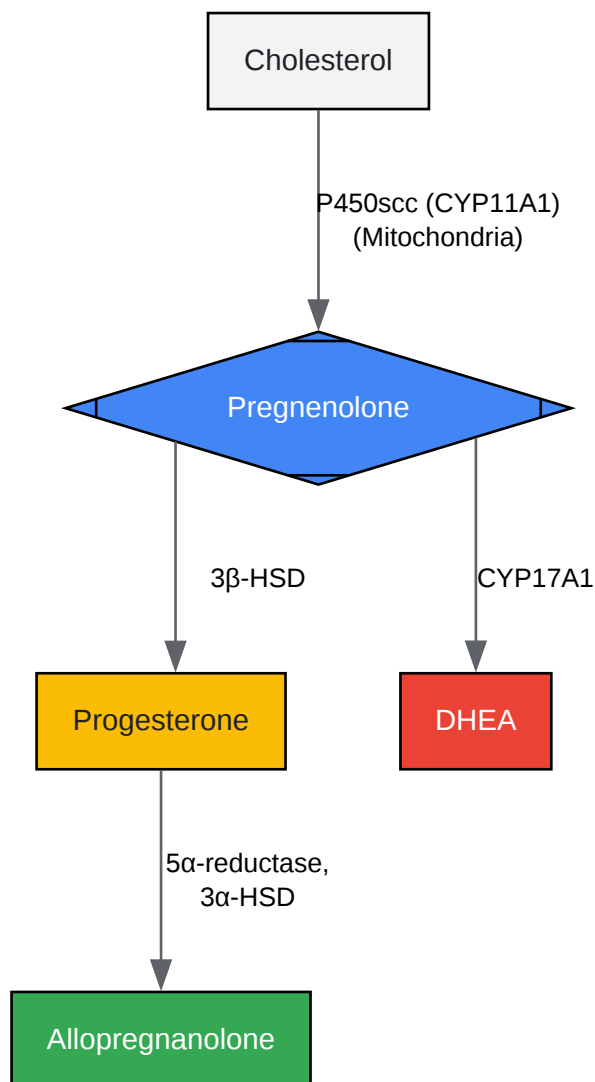 Cholesterol
P450scc (CYP11A1)
(Mitochondria)
Pregnenolone
3β-HSD
CYP17A1
Progesterone
DHEA
5α-reductase,
3α-HSD
Allopregnanolone